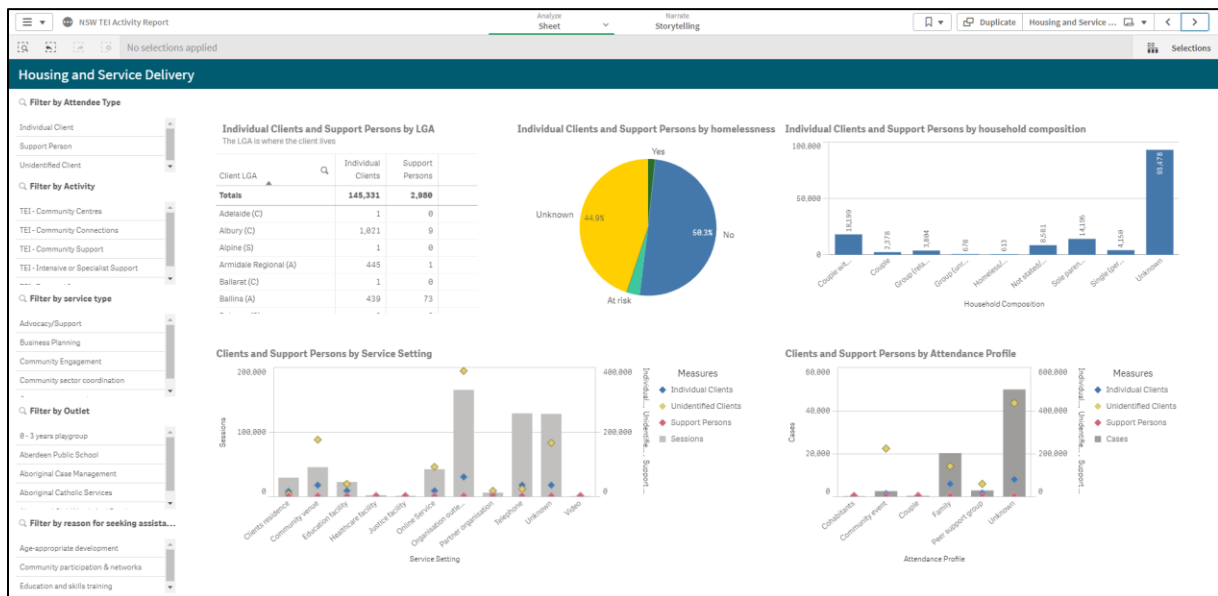 NSW TEI Activity Report
Analyze
Sheet
Narrate
Storytelling
Duplicate
Housing and Service ...
No selections applied
Selections
Housing and Service Delivery
Filter by Attendee Type
Individual Client
Support Person
Unidentified Client
Filter by Activity
TEI - Community Centres
TEI - Community Connections
TEI - Community Support
TEI - Intensive or Specialist Support
Filter by service type
Advocacy/Support
Business Planning
Community Engagement
Community sector coordination
Filter by Outlet
0 - 3 years playgroup
Aberdeen Public School
Aboriginal Case Management
Aboriginal Catholic Services
Filter by reason for seeking assista...
Age-appropriate development
Community participation & networks
Education and skills training
Individual Clients and Support Persons by LGA
The LGA is where the client lives
Client LGA Individual Clients Support Persons
Totals 145,331 2,980
Adelaide (C) 1 0
Albury (C) 1,021 9
Alpine (S) 1 0
Armidale Regional (A) 445 1
Ballarat (C) 1 0
Ballina (A) 439 73
Individual Clients and Support Persons by homelessness
Yes
Unknown 44.9%
50.3% No
At risk
Individual Clients and Support Persons by household composition
100,000
50,000
0
18,199
2,378
3,804
678
613
8,581
14,195
4,150
93,478
Couple wit...
Couple
Group (rela...
Group (unr...
Homeless/...
Not stated/...
Sole paren...
Single (per...
Unknown
Household Composition
Clients and Support Persons by Service Setting
200,000
100,000
0
Sessions
400,000
200,000
0
Individual... Unidentifie... Support...
Clients residence
Community venue
Education facility
Healthcare facility
Justice facility
Online Service
Organisation outle...
Partner organisation
Telephone
Unknown
Video
Service Setting
Measures
Individual Clients
Unidentified Clients
Support Persons
Sessions
Clients and Support Persons by Attendance Profile
60,000
40,000
20,000
0
Cases
600,000
400,000
200,000
0
Individual... Unidentifie... Support...
Cohabitants
Community event
Couple
Family
Peer support group
Unknown
Attendance Profile
Measures
Individual Clients
Unidentified Clients
Support Persons
Cases